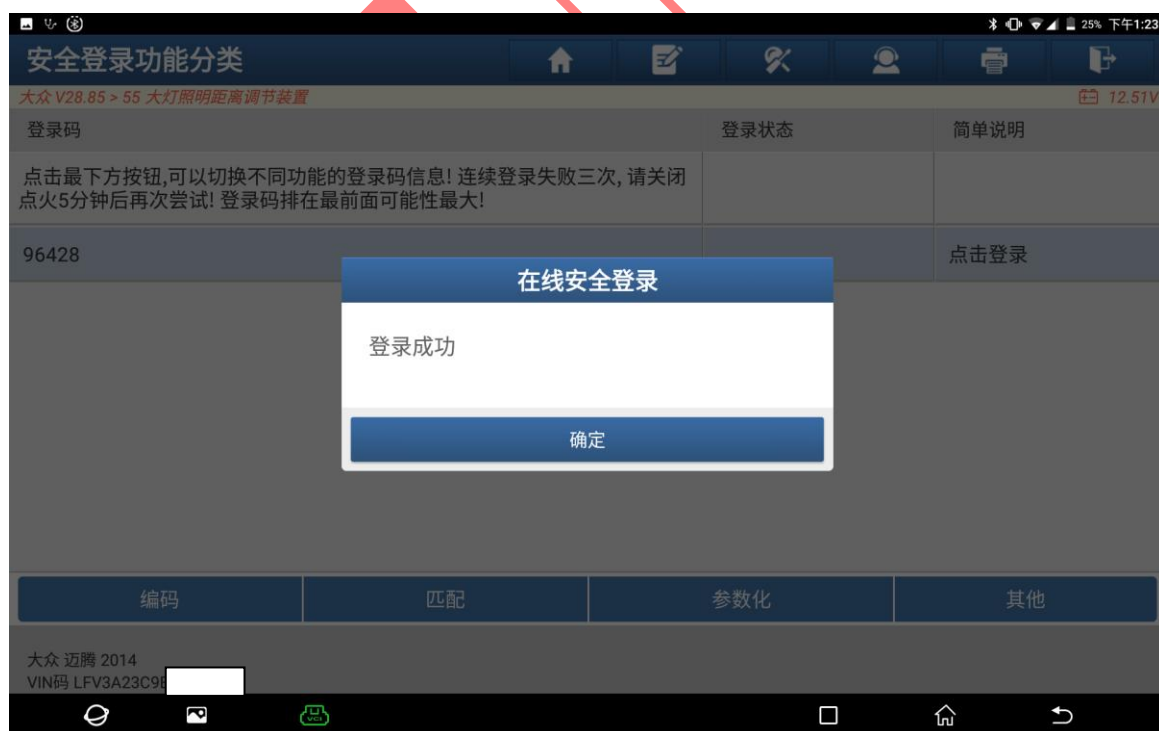 25% 下午1:23
安全登录功能分类
大众 V28.85 > 55 大灯照明距离调节装置
12.51V
登录码 登录状态 简单说明
点击最下方按钮,可以切换不同功能的登录码信息! 连续登录失败三次, 请关闭
点火5分钟后再次尝试! 登录码排在最前面可能性最大!
96428 点击登录
在线安全登录
登录成功
确定
编码 匹配 参数化 其他
大众 迈腾 2014
VIN码 LFV3A23C9
VCI